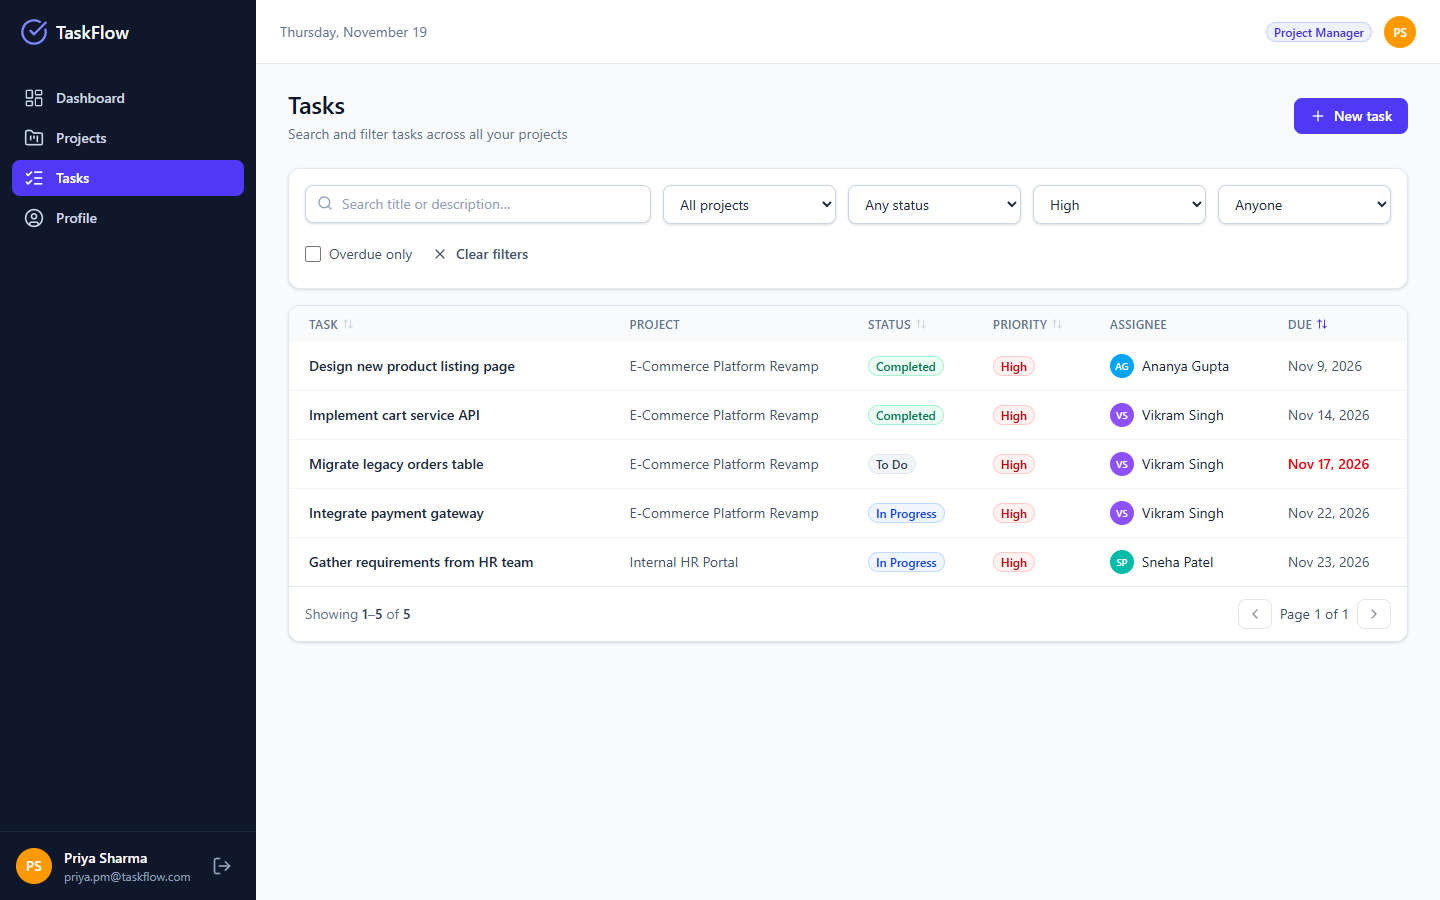 TaskFlow
Thursday, November 19
Project Manager
PS
Dashboard
Projects
Tasks
Profile
Tasks
Search and filter tasks across all your projects
New task
Search title or description...
All projects
Any status
High
Anyone
Overdue only
Clear filters
TASK PROJECT STATUS PRIORITY ASSIGNEE DUE
Design new product listing page E-Commerce Platform Revamp Completed High AG Ananya Gupta Nov 9, 2026
Implement cart service API E-Commerce Platform Revamp Completed High VS Vikram Singh Nov 14, 2026
Migrate legacy orders table E-Commerce Platform Revamp To Do High VS Vikram Singh Nov 17, 2026
Integrate payment gateway E-Commerce Platform Revamp In Progress High VS Vikram Singh Nov 22, 2026
Gather requirements from HR team Internal HR Portal In Progress High SP Sneha Patel Nov 23, 2026
Showing 1–5 of 5
Page 1 of 1
PS
Priya Sharma
priya.pm@taskflow.com